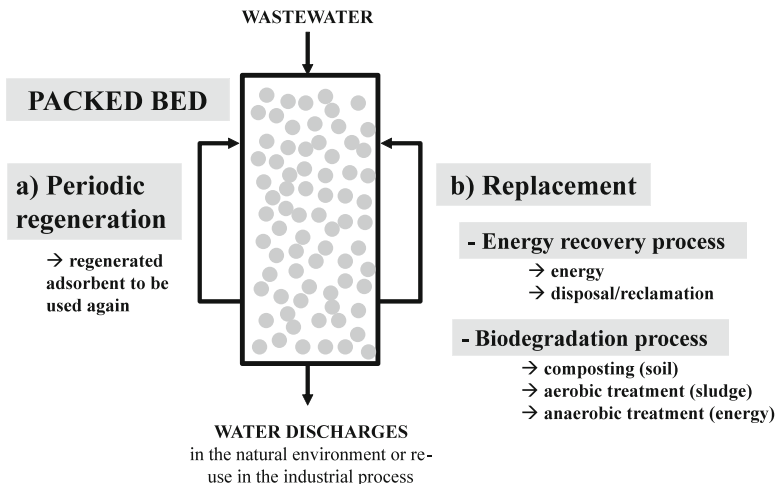 WASTEWATER
PACKED BED
a) Periodic
regeneration
→ regenerated
adsorbent to be
used again
b) Replacement
- Energy recovery process
→ energy
→ disposal/reclamation
- Biodegradation process
→ composting (soil)
→ aerobic treatment (sludge)
→ anaerobic treatment (energy)
WATER DISCHARGES
in the natural environment or re-
use in the industrial process